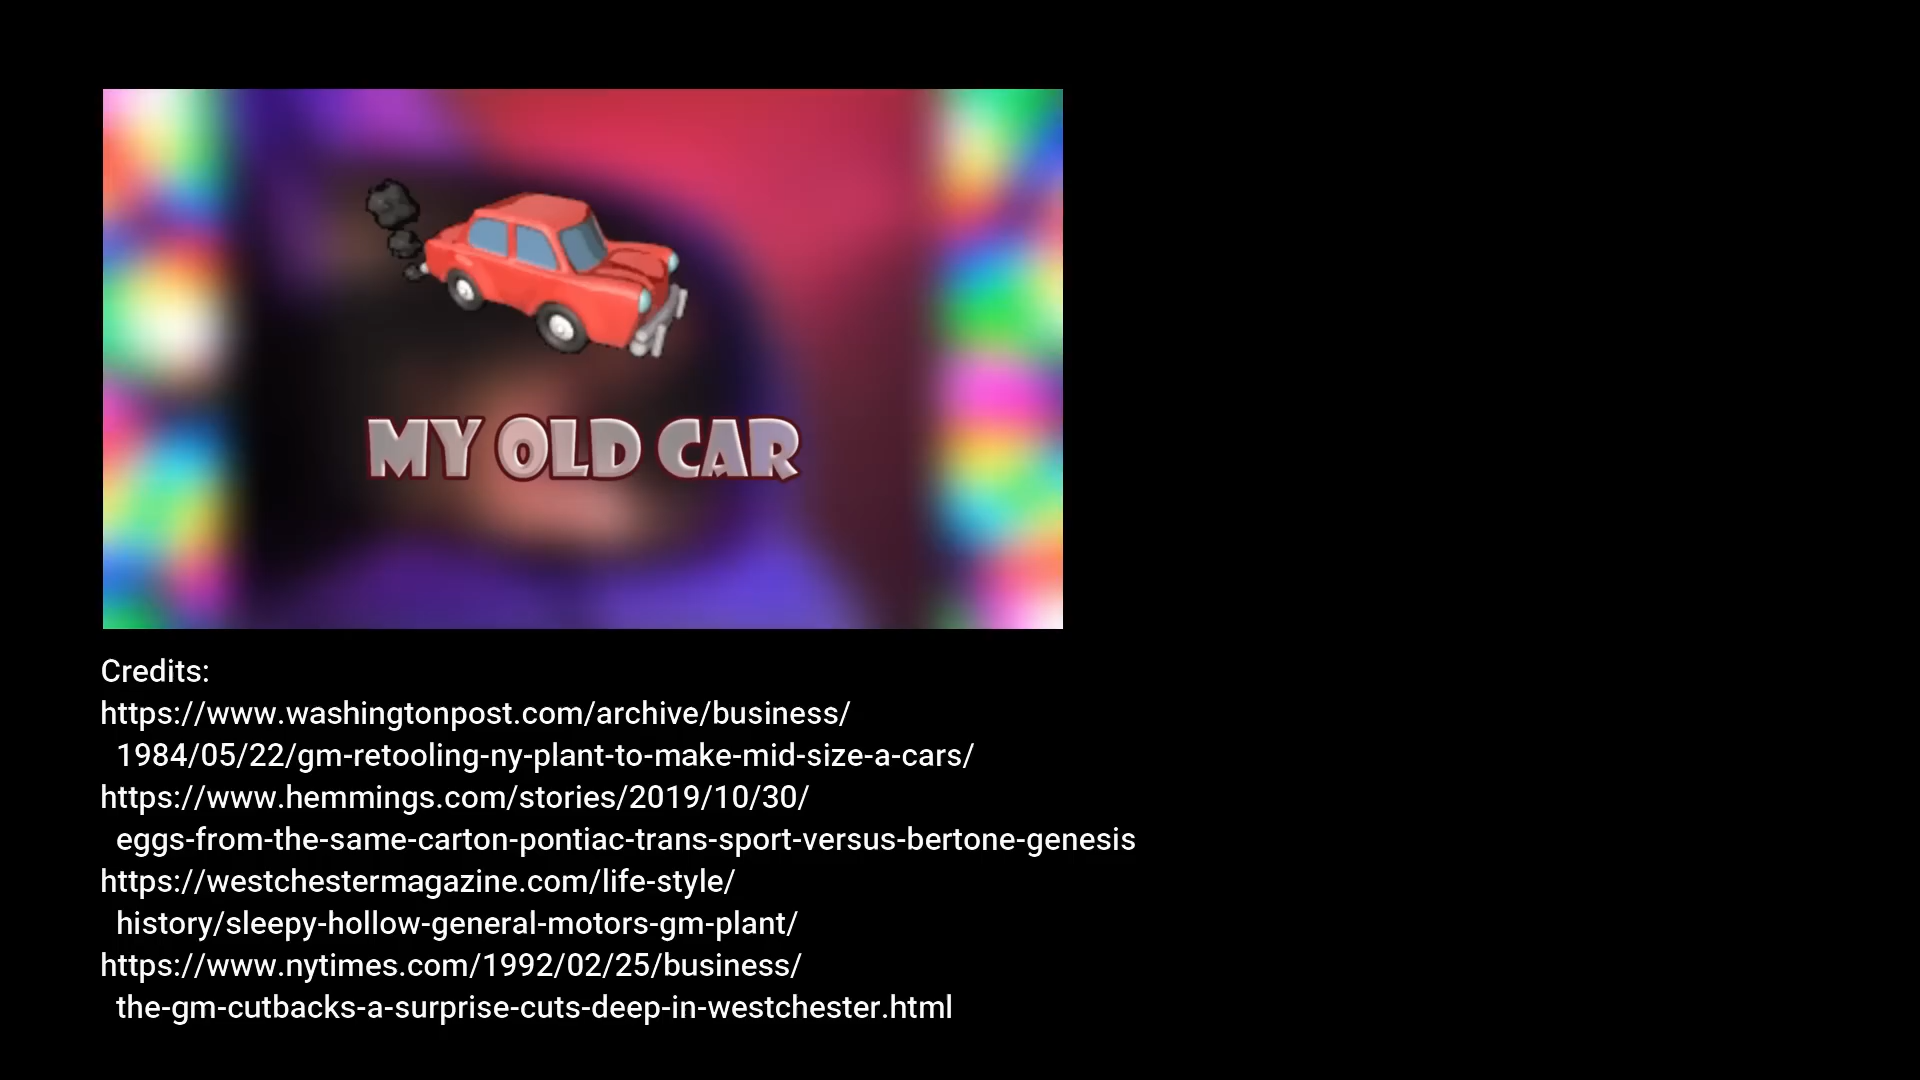 MY OLD CAR
Credits:
https://www.washingtonpost.com/archive/business/
1984/05/22/gm-retooling-ny-plant-to-make-mid-size-a-cars/
https://www.hemmings.com/stories/2019/10/30/
eggs-from-the-same-carton-pontiac-trans-sport-versus-bertone-genesis
https://westchestermagazine.com/life-style/
history/sleepy-hollow-general-motors-gm-plant/
https://www.nytimes.com/1992/02/25/business/
the-gm-cutbacks-a-surprise-cuts-deep-in-westchester.html